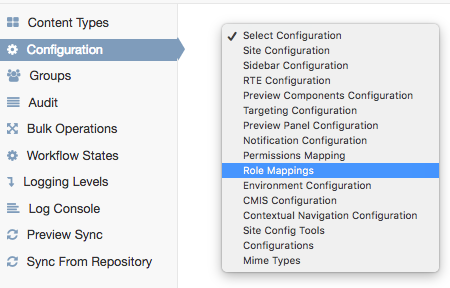 Content Types
Configuration
Groups
Audit
Bulk Operations
Workflow States
Logging Levels
Log Console
Preview Sync
Sync From Repository
Select Configuration
Site Configuration
Sidebar Configuration
RTE Configuration
Preview Components Configuration
Targeting Configuration
Preview Panel Configuration
Notification Configuration
Permissions Mapping
Role Mappings
Environment Configuration
CMIS Configuration
Contextual Navigation Configuration
Site Config Tools
Configurations
Mime Types